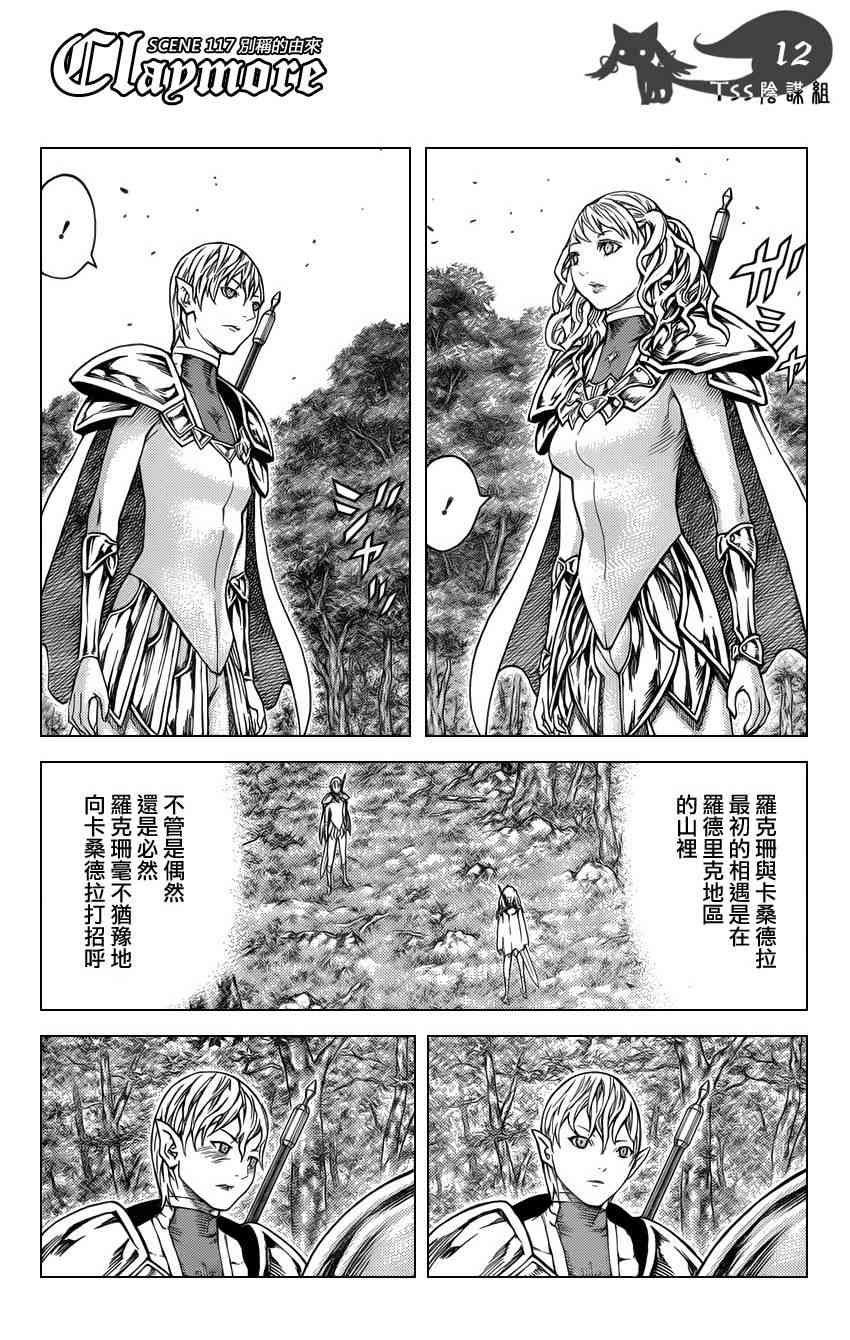 SCENE 117 別稱的由來
Claymore
12
Tss陰謀組
ガシャ
！
！
ジャッ
羅克珊與卡桑德拉
最初的相遇是在
羅德里克地區
的山裡
不管是偶然
還是必然
羅克珊毫不猶豫地
向卡桑德拉打招呼